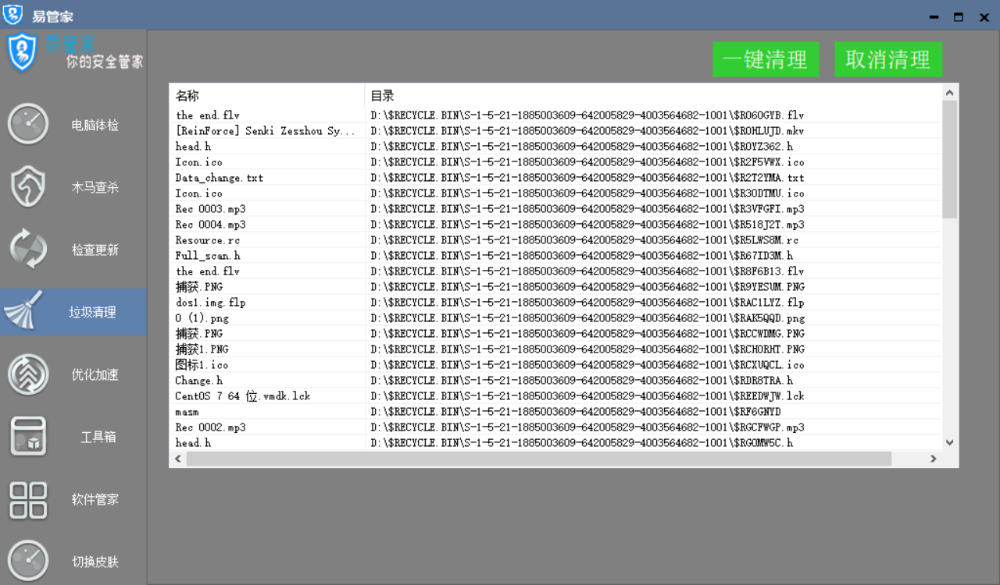 易管家
易管家
你的安全管家
一键清理 取消清理
电脑体检
木马查杀
检查更新
垃圾清理
优化加速
工具箱
软件管家
切换皮肤
名称 目录
the end.flv D:\$RECYCLE.BIN\S-1-5-21-1885003609-642005829-4003564682-1001\$RO6OGYB.flv
[ReinForce] Senki Zesshou Sy... D:\$RECYCLE.BIN\S-1-5-21-1885003609-642005829-4003564682-1001\$ROHLUJD.mkv
head.h D:\$RECYCLE.BIN\S-1-5-21-1885003609-642005829-4003564682-1001\$ROYZ362.h
Icon.ico D:\$RECYCLE.BIN\S-1-5-21-1885003609-642005829-4003564682-1001\$R2F5VWX.ico
Data_change.txt D:\$RECYCLE.BIN\S-1-5-21-1885003609-642005829-4003564682-1001\$R2T2YMA.txt
Icon.ico D:\$RECYCLE.BIN\S-1-5-21-1885003609-642005829-4003564682-1001\$R3ODTMU.ico
Rec 0003.mp3 D:\$RECYCLE.BIN\S-1-5-21-1885003609-642005829-4003564682-1001\$R3VFGFI.mp3
Rec 0004.mp3 D:\$RECYCLE.BIN\S-1-5-21-1885003609-642005829-4003564682-1001\$R518J2T.mp3
Resource.rc D:\$RECYCLE.BIN\S-1-5-21-1885003609-642005829-4003564682-1001\$R5LWS8M.rc
Full_scan.h D:\$RECYCLE.BIN\S-1-5-21-1885003609-642005829-4003564682-1001\$R67ID3M.h
the end.flv D:\$RECYCLE.BIN\S-1-5-21-1885003609-642005829-4003564682-1001\$R8F6B13.flv
捕获.PNG D:\$RECYCLE.BIN\S-1-5-21-1885003609-642005829-4003564682-1001\$R9YESUM.PNG
dos1.img.flp D:\$RECYCLE.BIN\S-1-5-21-1885003609-642005829-4003564682-1001\$RAC1LYZ.flp
0 (1).png D:\$RECYCLE.BIN\S-1-5-21-1885003609-642005829-4003564682-1001\$RAK5QQD.png
捕获.PNG D:\$RECYCLE.BIN\S-1-5-21-1885003609-642005829-4003564682-1001\$RCCWDMG.PNG
捕获1.PNG D:\$RECYCLE.BIN\S-1-5-21-1885003609-642005829-4003564682-1001\$RCHORHT.PNG
图标1.ico D:\$RECYCLE.BIN\S-1-5-21-1885003609-642005829-4003564682-1001\$RCXUQCL.ico
Change.h D:\$RECYCLE.BIN\S-1-5-21-1885003609-642005829-4003564682-1001\$RDR8TRA.h
CentOS 7 64 位.vmdk.lck D:\$RECYCLE.BIN\S-1-5-21-1885003609-642005829-4003564682-1001\$REEDWJW.lck
masm D:\$RECYCLE.BIN\S-1-5-21-1885003609-642005829-4003564682-1001\$RF6GNYD
Rec 0002.mp3 D:\$RECYCLE.BIN\S-1-5-21-1885003609-642005829-4003564682-1001\$RGCFWGP.mp3
head.h D:\$RECYCLE.BIN\S-1-5-21-1885003609-642005829-4003564682-1001\$RGOMW5C.h